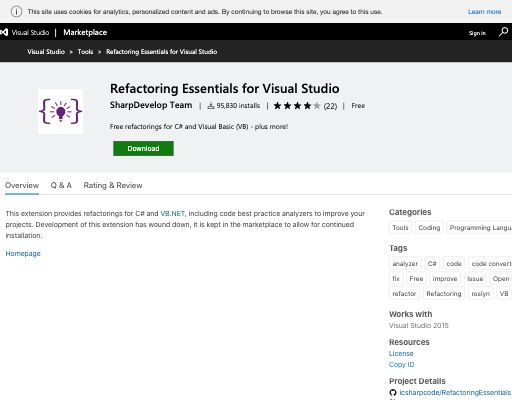 This site uses cookies for analytics, personalized content and ads. By continuing to browse this site, you agree to this use.
Learn more
Visual Studio | Marketplace
Sign in
Visual Studio > Tools > Refactoring Essentials for Visual Studio
Refactoring Essentials for Visual Studio
SharpDevelop Team | 95,830 installs | (22) | Free
Free refactorings for C# and Visual Basic (VB) - plus more!
Download
Overview Q & A Rating & Review
This extension provides refactorings for C# and VB.NET, including code best practice analyzers to improve your
projects. Development of this extension has wound down, it is kept in the marketplace to allow for continued
installation.
Homepage
Categories
Tools Coding Programming Langu
Tags
analyzer C# code code convert
fix Free improve Issue Open
refactor Refactoring roslyn VB
Works with
Visual Studio 2015
Resources
License
Copy ID
Project Details
icsharpcode/RefactoringEssentials